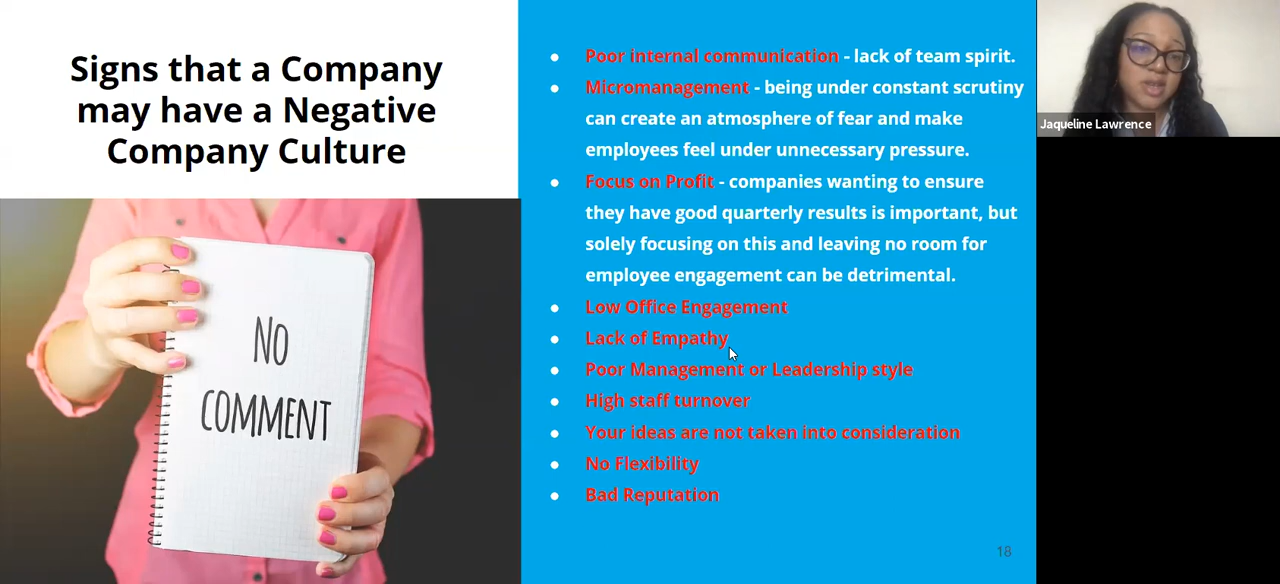 Signs that a Company
may have a Negative
Company Culture
NO
COMMENT
● Poor internal communication - lack of team spirit.
● Micromanagement - being under constant scrutiny
can create an atmosphere of fear and make
employees feel under unnecessary pressure.
● Focus on Profit - companies wanting to ensure
they have good quarterly results is important, but
solely focusing on this and leaving no room for
employee engagement can be detrimental.
● Low Office Engagement
● Lack of Empathy
● Poor Management or Leadership style
● High staff turnover
● Your ideas are not taken into consideration
● No Flexibility
● Bad Reputation
18
Jaqueline Lawrence